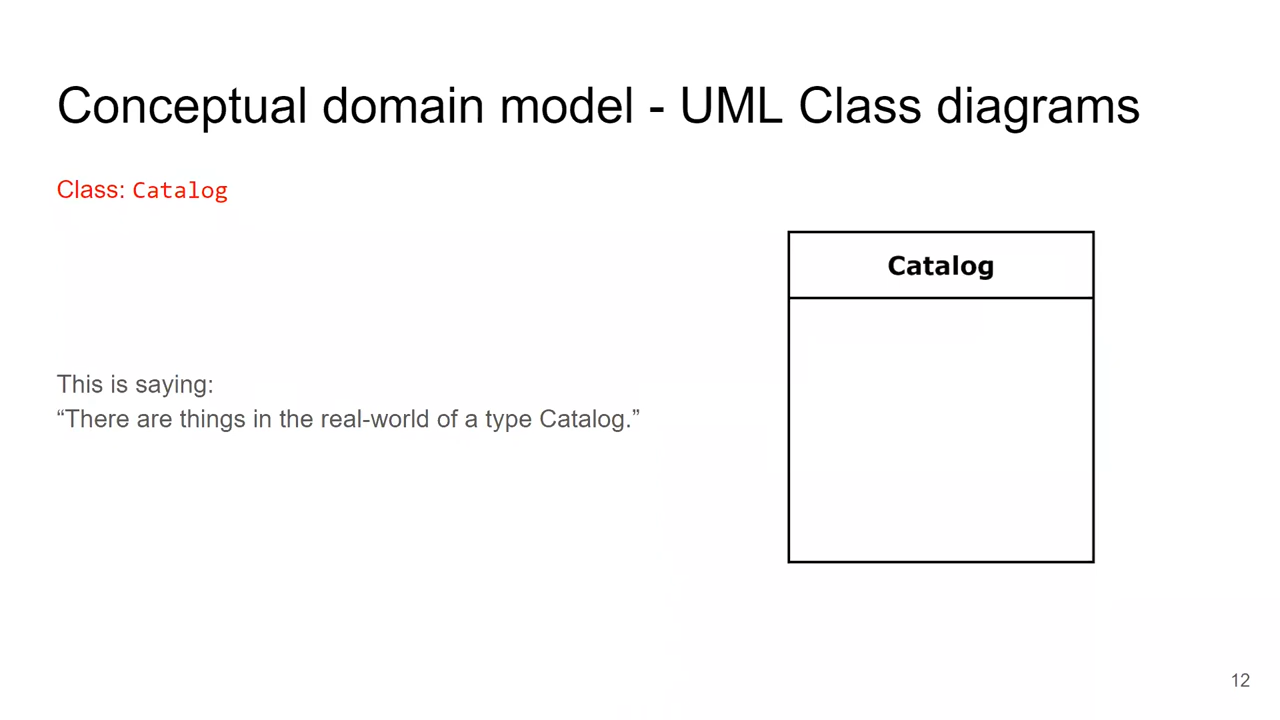 Conceptual domain model - UML Class diagrams
Class: Catalog
Catalog
This is saying:
“There are things in the real-world of a type Catalog.”
12